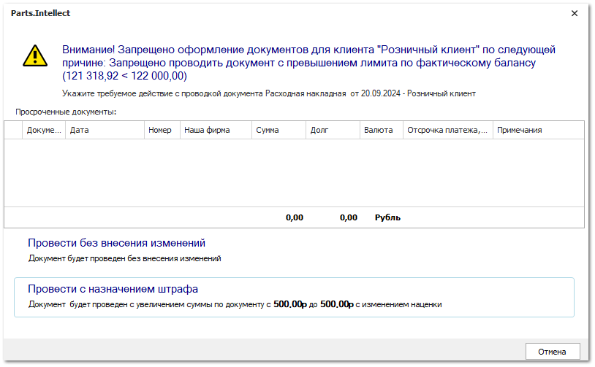 Parts.Intellect
Внимание! Запрещено оформление документов для клиента "Розничный клиент" по следующей
причине: Запрещено проводить документ с превышением лимита по фактическому балансу
(121 318,92 < 122 000,00)
Укажите требуемое действие с проводкой документа Расходная накладная от 20.09.2024 - Розничный клиент
Просроченные документы:
Докуме... Дата Номер Наша фирма Сумма Долг Валюта Отсрочка платежа,... Примечания
0,00 0,00 Рубль
Провести без внесения изменений
Документ будет проведен без внесения изменений
Провести с назначением штрафа
Документ будет проведен с увеличением суммы по документу с 500,00р до 500,00р с изменением наценки
Отмена